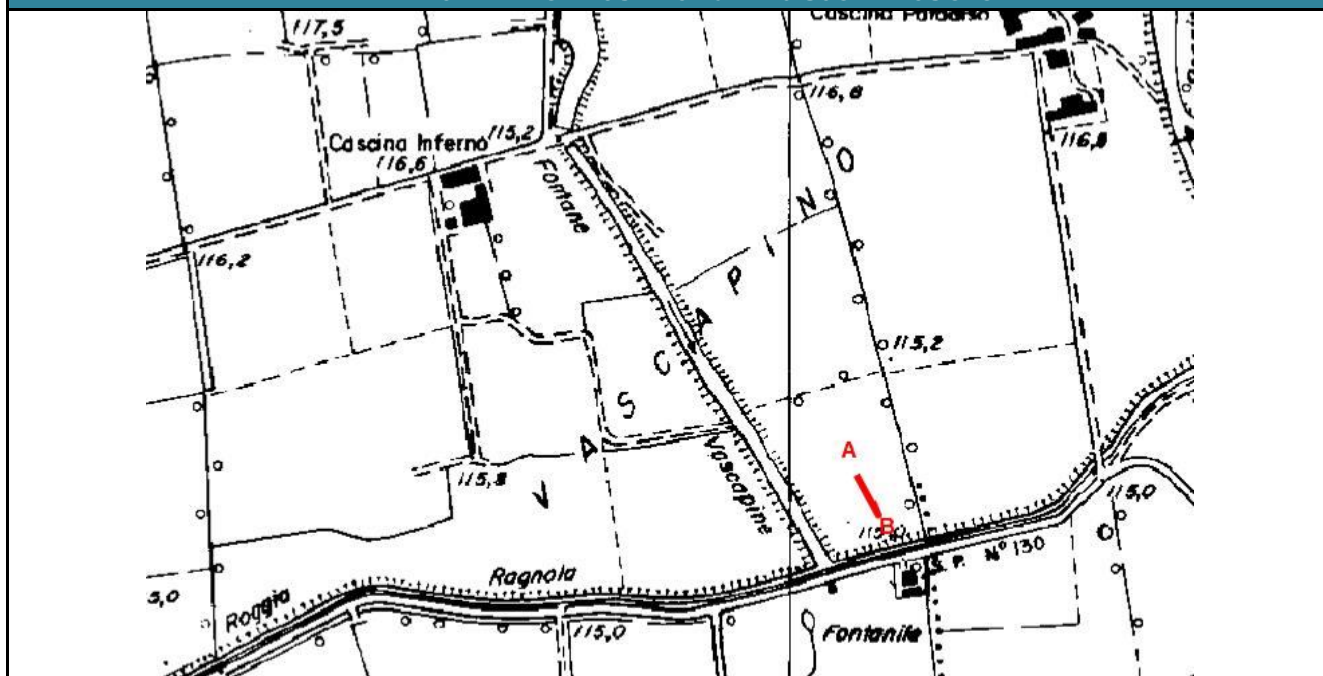 117,5
Cascina Paradiso
116,8
116,8
Cascina Inferno
115,2
116,6
Fontane
116,2
VASCAPINO
115,2
Vascapine
115,8
A
B
115,0
S. P. N° 130
Roggia
Ragnola
115,0
Fontanile